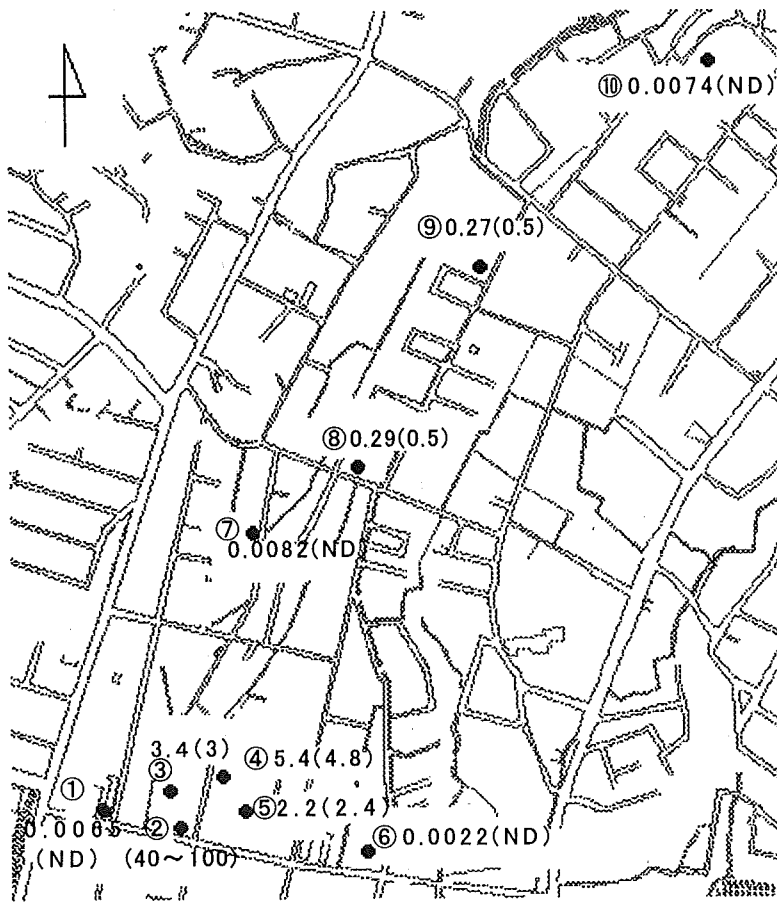 ⑩0.0074(ND)
⑨0.27(0.5)
⑧0.29(0.5)
⑦
0.0082(ND)
3.4(3)
④5.4(4.8)
③
①
⑤2.2(2.4)
0.0065
②
⑥0.0022(ND)
(ND)
(40~100)